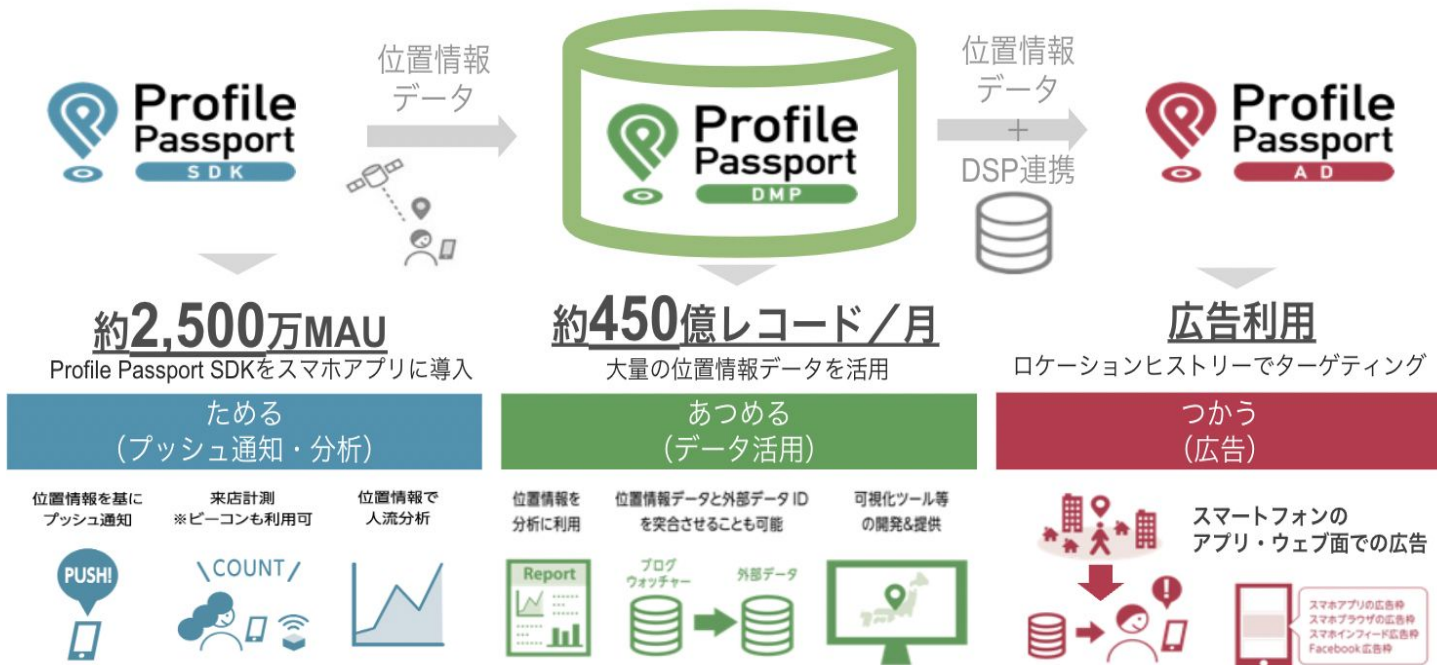 Profile
Passport
SDK
位置情報
データ
Profile
Passport
DMP
位置情報
データ
+
DSP連携
Profile
Passport
AD
約2,500万MAU
Profile Passport SDKをスマホアプリに導入
約450億レコード／月
大量の位置情報データを活用
広告利用
ロケーションヒストリーでターゲティング
ためる
（プッシュ通知・分析）
あつめる
（データ活用）
つかう
（広告）
位置情報を基に
プッシュ通知
PUSH!
来店計測
※ビーコンも利用可
COUNT
位置情報で
人流分析
位置情報を
分析に利用
Report
位置情報データと外部データ ID
を突合させることも可能
ブログ
ウォッチャー
外部データ
可視化ツール等
の開発&提供
スマートフォンの
アプリ・ウェブ面での広告
スマホアプリの広告枠
スマホブラウザの広告枠
スマホインフィード広告枠
Facebook広告枠